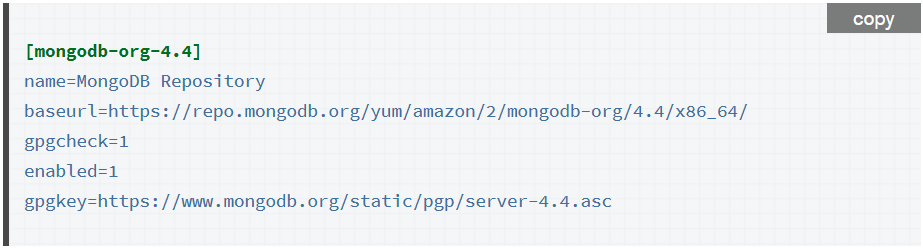 copy
[mongodb-org-4.4]
name=MongoDB Repository
baseurl=https://repo.mongodb.org/yum/amazon/2/mongodb-org/4.4/x86_64/
gpgcheck=1
enabled=1
gpgkey=https://www.mongodb.org/static/pgp/server-4.4.asc